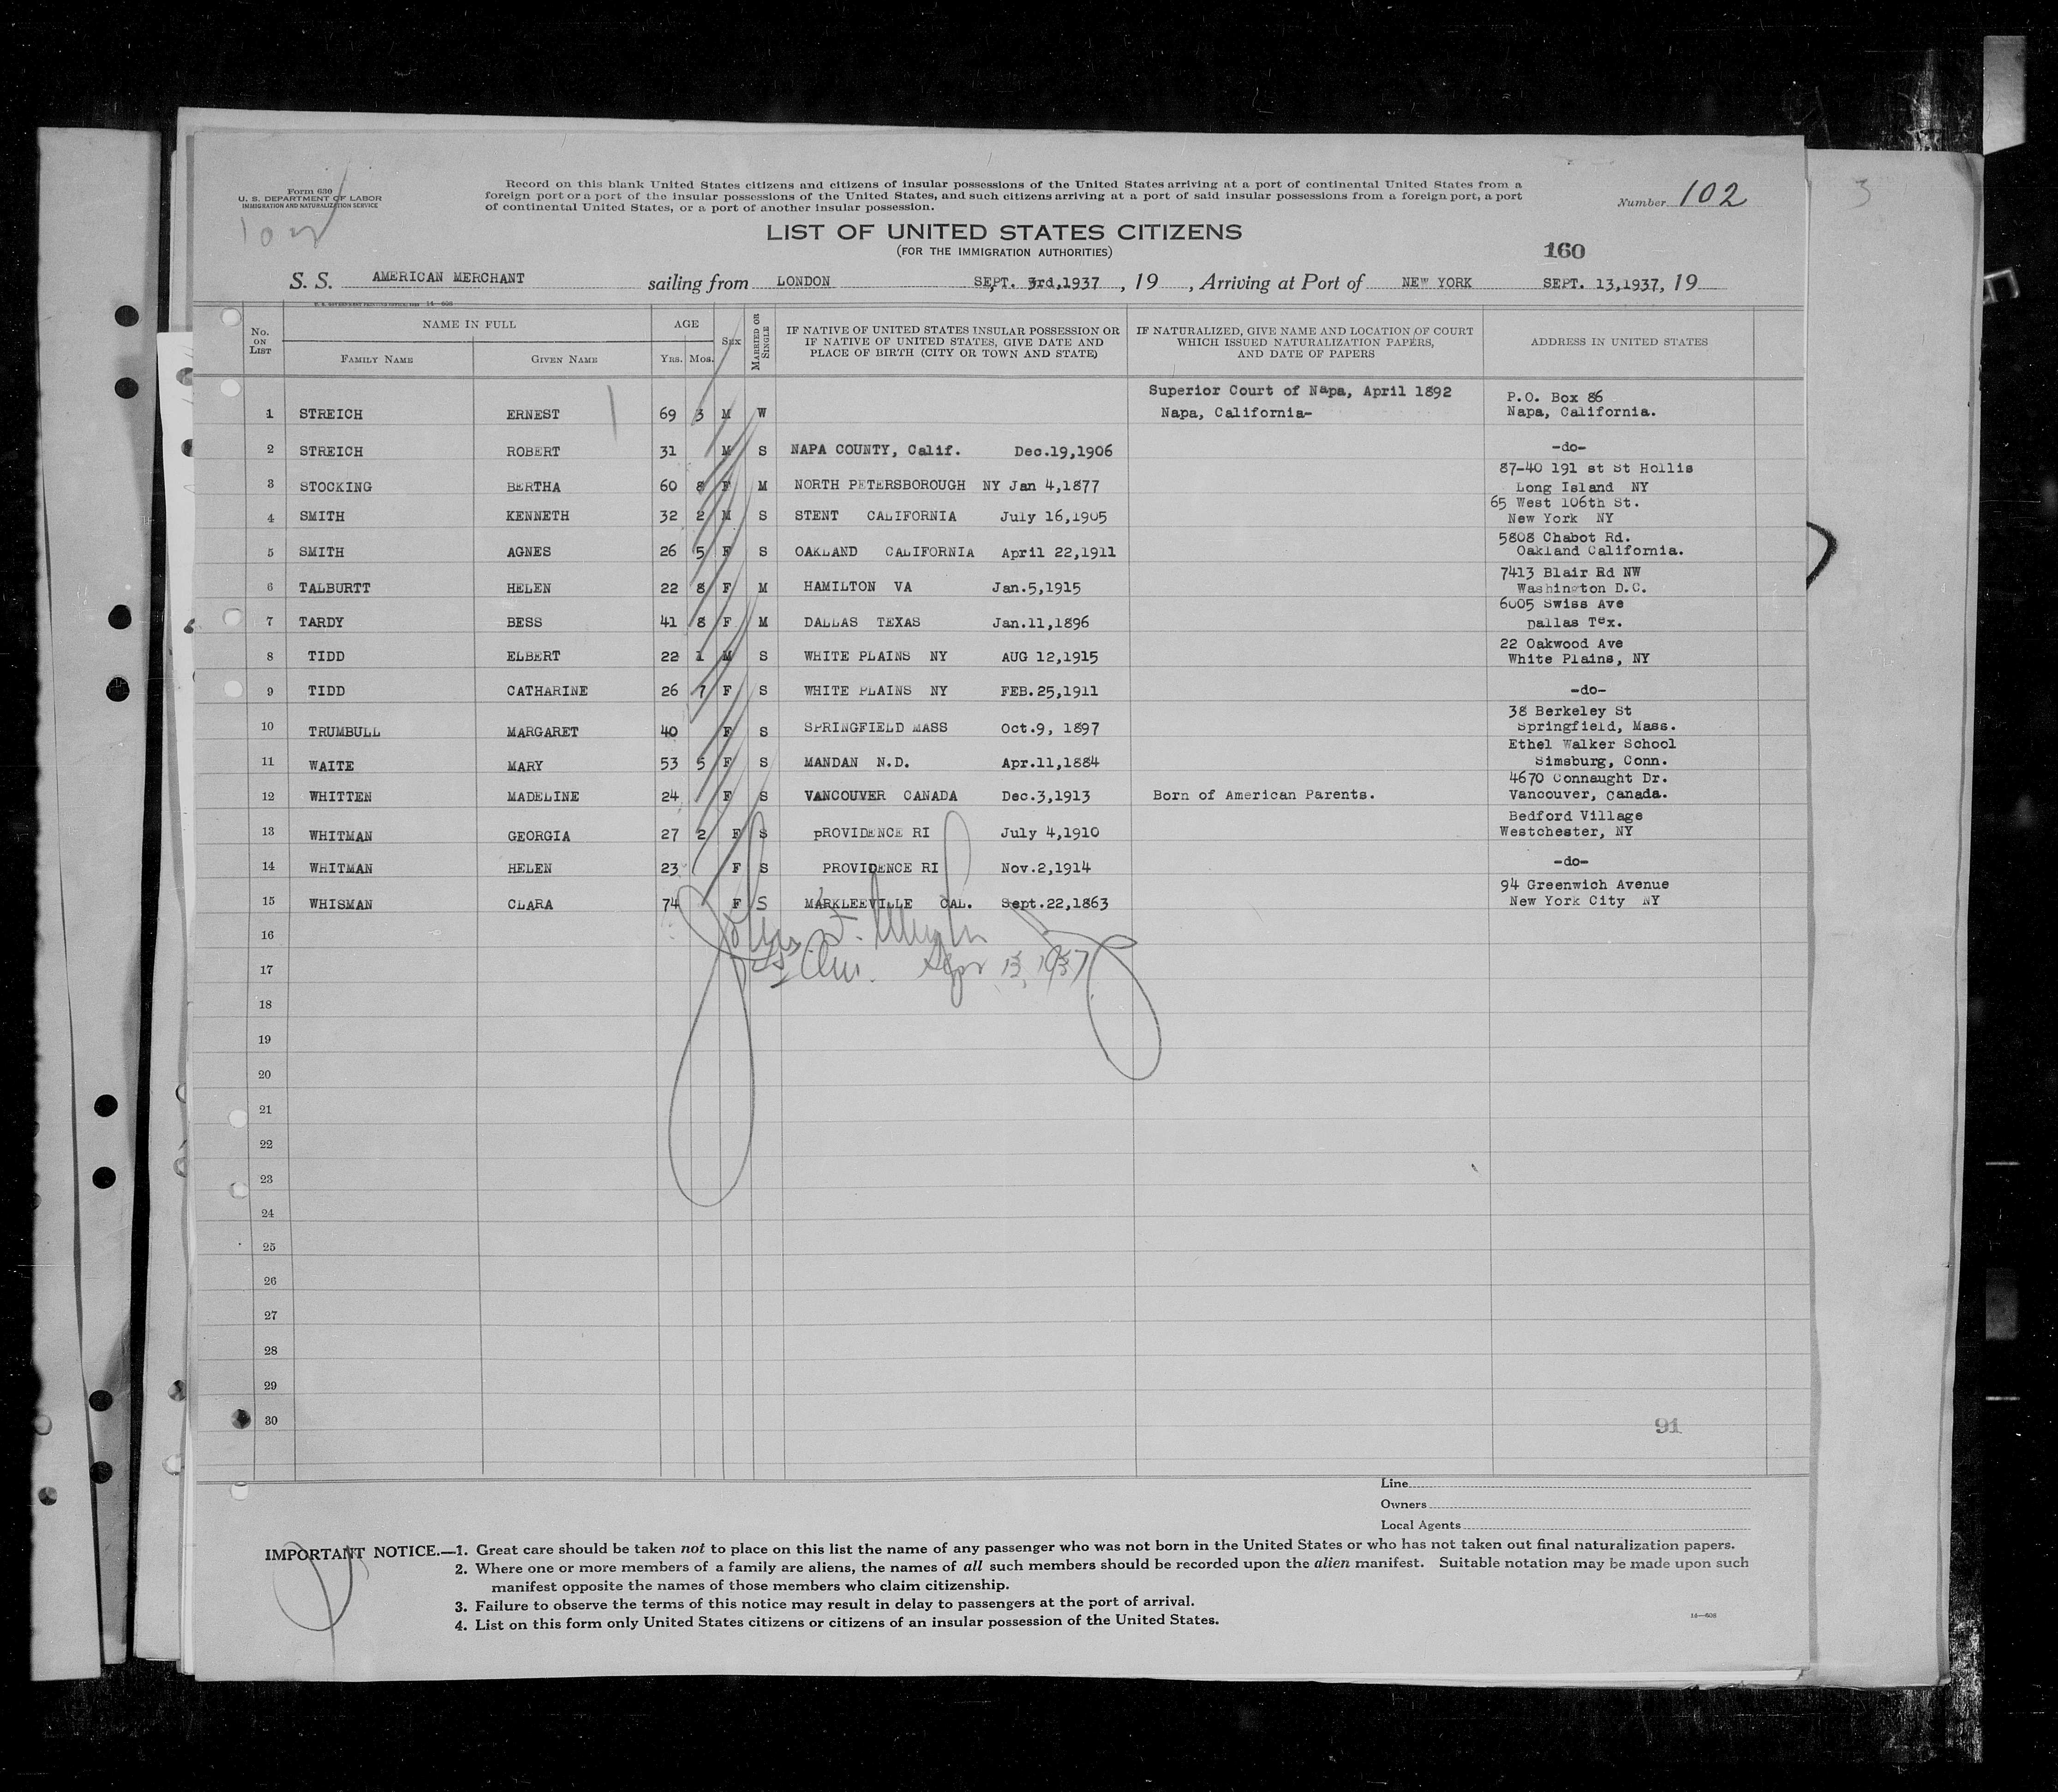 Form 630
U. S. DEPARTMENT OF LABOR
IMMIGRATION AND NATURALIZATION SERVICE
Record on this blank United States citizens and citizens of insular possessions of the United States arriving at a port of continental United States from a
foreign port or a port of the insular possessions of the United States, and such citizens arriving at a port of said insular possessions from a foreign port, a port
of continental United States, or a port of another insular possession.
Number 102
3
LIST OF UNITED STATES CITIZENS
(FOR THE IMMIGRATION AUTHORITIES)
160
S. S. AMERICAN MERCHANT sailing from LONDON SEPT. 3rd,1937 , 19 , Arriving at Port of NEW YORK SEPT. 13,1937, 19
No. ON LIST NAME IN FULL FAMILY NAME GIVEN NAME AGE YRS. MOS. SEX MARRIED OR SINGLE IF NATIVE OF UNITED STATES INSULAR POSSESSION OR IF NATIVE OF UNITED STATES, GIVE DATE AND PLACE OF BIRTH (CITY OR TOWN AND STATE) IF NATURALIZED, GIVE NAME AND LOCATION OF COURT WHICH ISSUED NATURALIZATION PAPERS, AND DATE OF PAPERS ADDRESS IN UNITED STATES
1 STREICH ERNEST 69 3 M W Superior Court of Napa, April 1892 Napa, California- P.O. Box 86 Napa, California.
2 STREICH ROBERT 31 M S NAPA COUNTY, Calif. Dec.19,1906 -do-
3 STOCKING BERTHA 60 8 F M NORTH PETERSBOROUGH NY Jan 4,1877 87-40 191 st St Hollis Long Island NY
4 SMITH KENNETH 32 2 M S STENT CALIFORNIA July 16,1905 65 West 106th St. New York NY
5 SMITH AGNES 26 5 F S OAKLAND CALIFORNIA April 22,1911 5808 Chabot Rd. Oakland California.
6 TALBURTT HELEN 22 8 F M HAMILTON VA Jan.5,1915 7413 Blair Rd NW Washington D.C.
7 TARDY BESS 41 8 F M DALLAS TEXAS Jan.11,1896 6005 Swiss Ave Dallas Tex.
8 TIDD ELBERT 22 1 M S WHITE PLAINS NY AUG 12,1915 22 Oakwood Ave White Plains, NY
9 TIDD CATHARINE 26 7 F S WHITE PLAINS NY FEB.25,1911 -do-
10 TRUMBULL MARGARET 40 F S SPRINGFIELD MASS Oct.9, 1897 38 Berkeley St Springfield, Mass.
11 WAITE MARY 53 5 F S MANDAN N.D. Apr.11,1884 Ethel Walker School Simsburg, Conn.
12 WHITTEN MADELINE 24 F S VANCOUVER CANADA Dec.3,1913 Born of American Parents. 4670 Connaught Dr. Vancouver, Canada.
13 WHITMAN GEORGIA 27 2 F S pROVIDENCE RI July 4,1910 Bedford Village Westchester, NY
14 WHITMAN HELEN 23 F S PROVIDENCE RI Nov.2,1914 -do-
15 WHISMAN CLARA 74 F S MARKLEEVILLE CAL. Sept.22,1863 94 Greenwich Avenue New York City NY
16
17 Sepr 13, 1937
18
19
20
21
22
23
24
25
26
27
28
29
30
91
Line
Owners
Local Agents
IMPORTANT NOTICE.—1. Great care should be taken not to place on this list the name of any passenger who was not born in the United States or who has not taken out final naturalization papers.
2. Where one or more members of a family are aliens, the names of all such members should be recorded upon the alien manifest. Suitable notation may be made upon such
manifest opposite the names of those members who claim citizenship.
3. Failure to observe the terms of this notice may result in delay to passengers at the port of arrival.
4. List on this form only United States citizens or citizens of an insular possession of the United States.
14—608